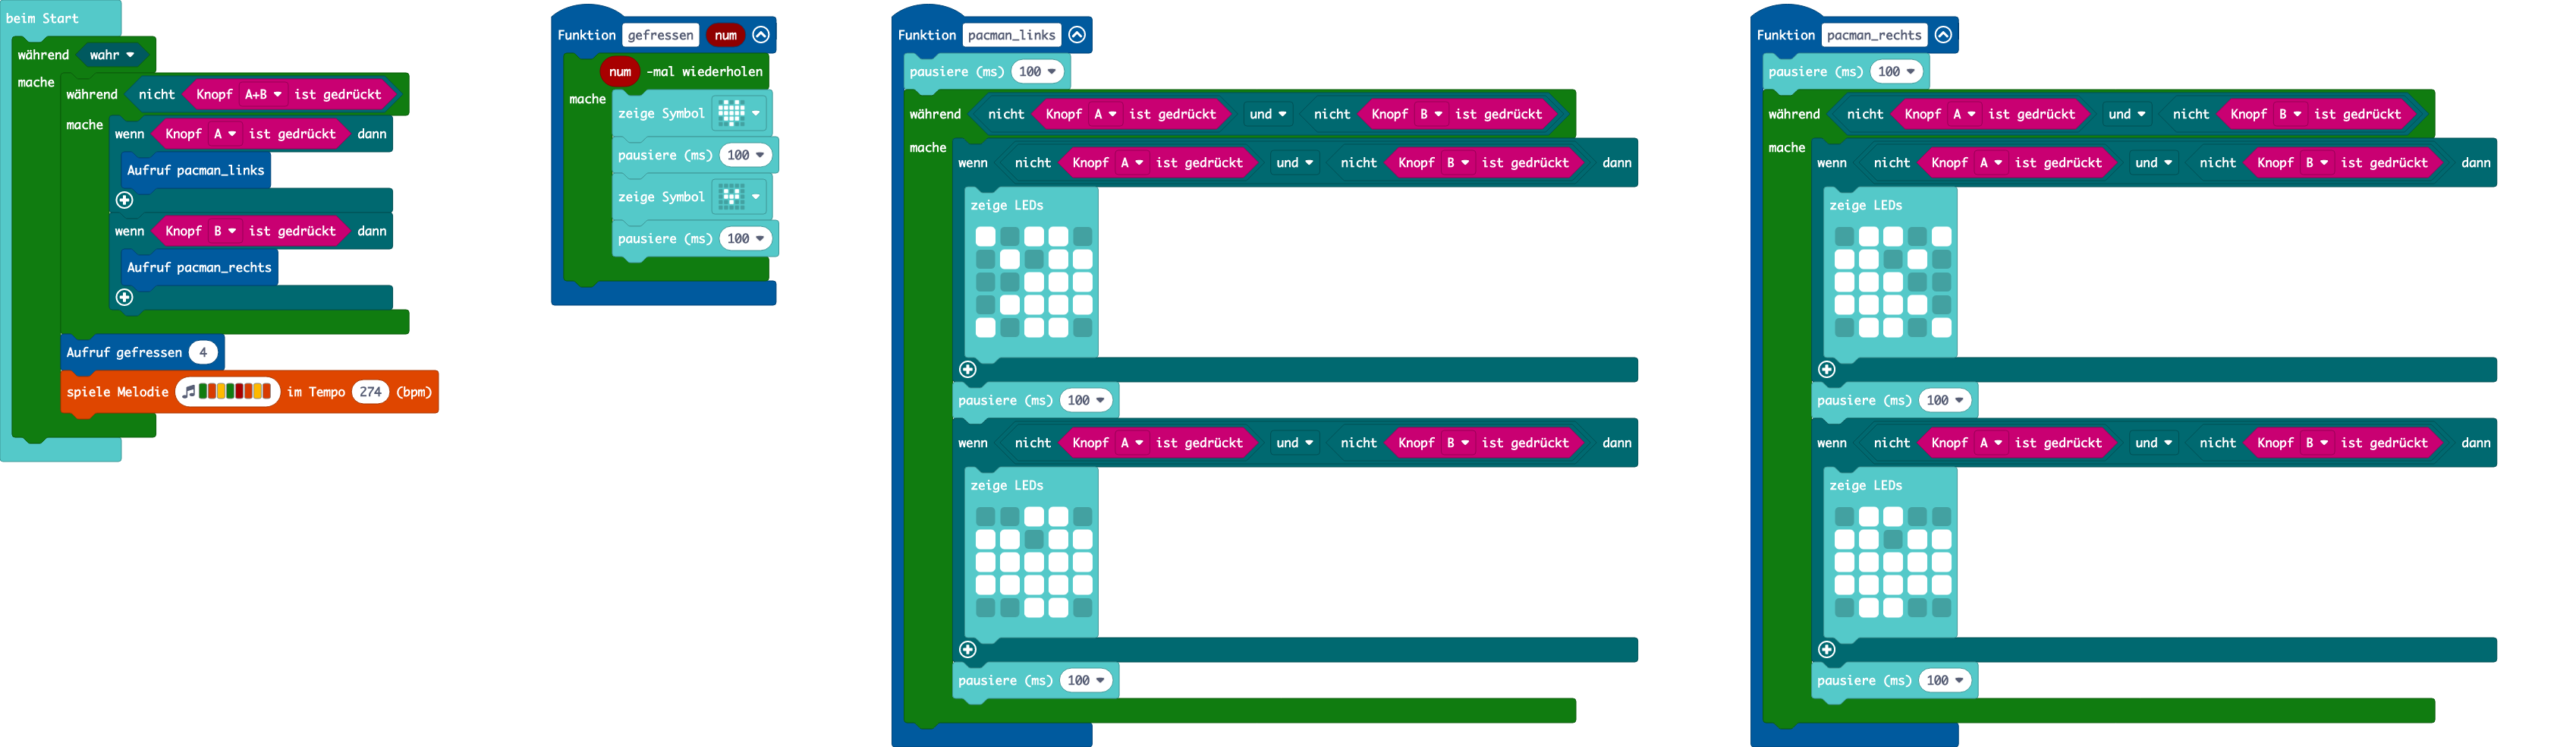 beim Start
während wahr
mache
während nicht Knopf A+B ist gedrückt
mache
wenn Knopf A ist gedrückt dann
Aufruf pacman_links
wenn Knopf B ist gedrückt dann
Aufruf pacman_rechts
Aufruf gefressen 4
spiele Melodie im Tempo 274 (bpm)
Funktion gefressen num
num -mal wiederholen
mache
zeige Symbol
pausiere (ms) 100
zeige Symbol
pausiere (ms) 100
Funktion pacman_links
pausiere (ms) 100
während nicht Knopf A ist gedrückt und nicht Knopf B ist gedrückt
mache
wenn nicht Knopf A ist gedrückt und nicht Knopf B ist gedrückt dann
zeige LEDs
pausiere (ms) 100
wenn nicht Knopf A ist gedrückt und nicht Knopf B ist gedrückt dann
zeige LEDs
pausiere (ms) 100
Funktion pacman_rechts
pausiere (ms) 100
während nicht Knopf A ist gedrückt und nicht Knopf B ist gedrückt
mache
wenn nicht Knopf A ist gedrückt und nicht Knopf B ist gedrückt dann
zeige LEDs
pausiere (ms) 100
wenn nicht Knopf A ist gedrückt und nicht Knopf B ist gedrückt dann
zeige LEDs
pausiere (ms) 100